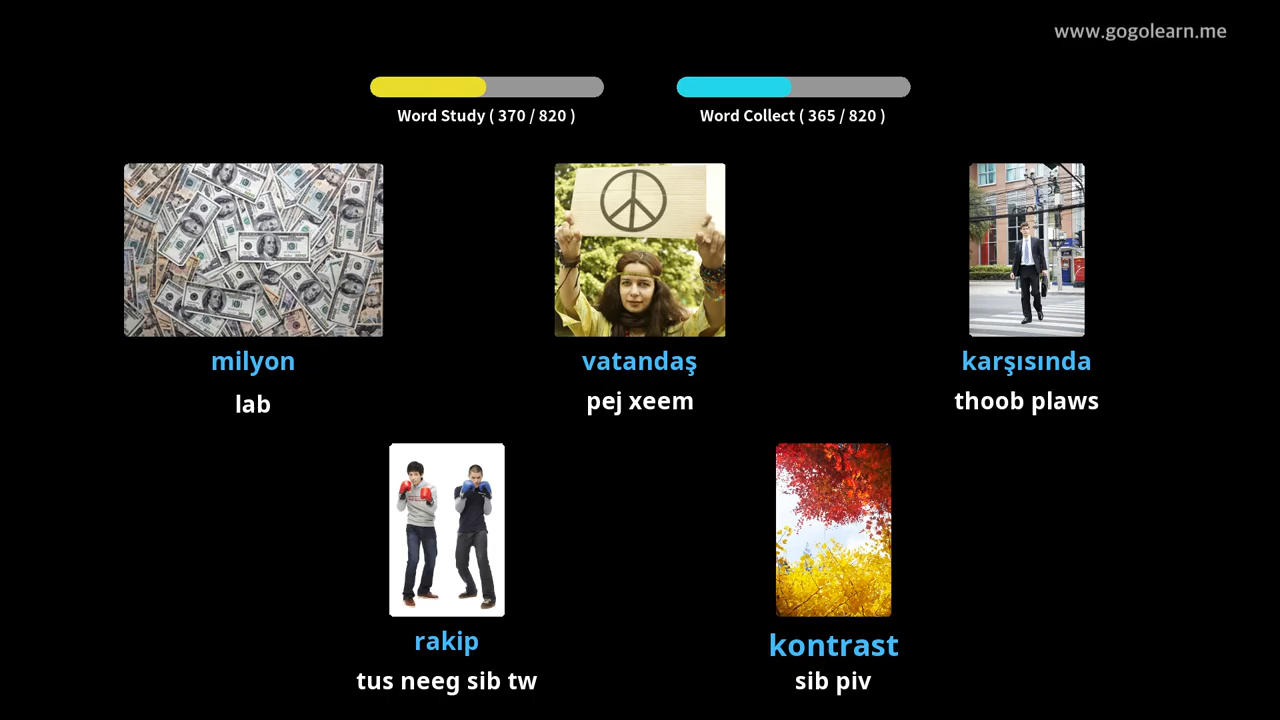 www.gogolearn.me
Word Study ( 370 / 820 )
Word Collect ( 365 / 820 )
milyon
vatandaş
karşısında
lab
pej xeem
thoob plaws
rakip
kontrast
tus neeg sib tw
sib piv